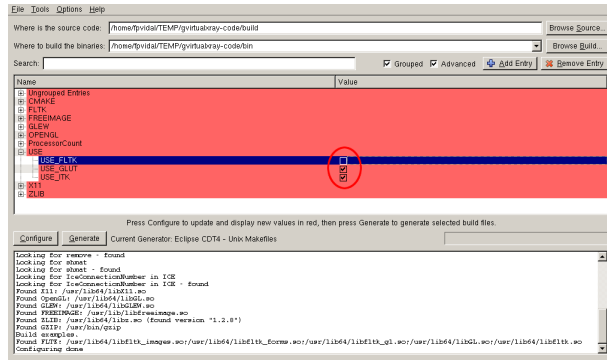 File Tools Options Help
Where is the source code: /home/fpvidal/TEMP/gvirtualxray-code/build Browse Source...
Where to build the binaries: /home/fpvidal/TEMP/gvirtualxray-code/bin Browse Build...
Search: Grouped Advanced Add Entry Remove Entry
Name Value
Ungrouped Entries
CMAKE
FLTK
FREEIMAGE
GLEW
OPENGL
ProcessorCount
USE
USE_FLTK
USE_GLUT
USE_ITK
X11
ZLIB
Press Configure to update and display new values in red, then press Generate to generate selected build files.
Configure Generate Current Generator: Eclipse CDT4 - Unix Makefiles
Looking for remove - found
Looking for shmat
Looking for shmat - found
Looking for IceConnectionNumber in ICE
Looking for IceConnectionNumber in ICE - found
Found X11: /usr/lib64/libX11.so
Found OpenGL: /usr/lib64/libGL.so
Found GLEW: /usr/lib64/libGLEW.so
Found FREEIMAGE: /usr/lib/libfreeimage.so
Found ZLIB: /usr/lib64/libz.so (found version "1.2.8")
Found GZIP: /usr/bin/gzip
Build examples.
Found FLTK: /usr/lib64/libfltk_images.so;/usr/lib64/libfltk_forms.so;/usr/lib64/libfltk_gl.so;/usr/lib64/libGL.so;/usr/lib64/libfltk.so
Configuring done